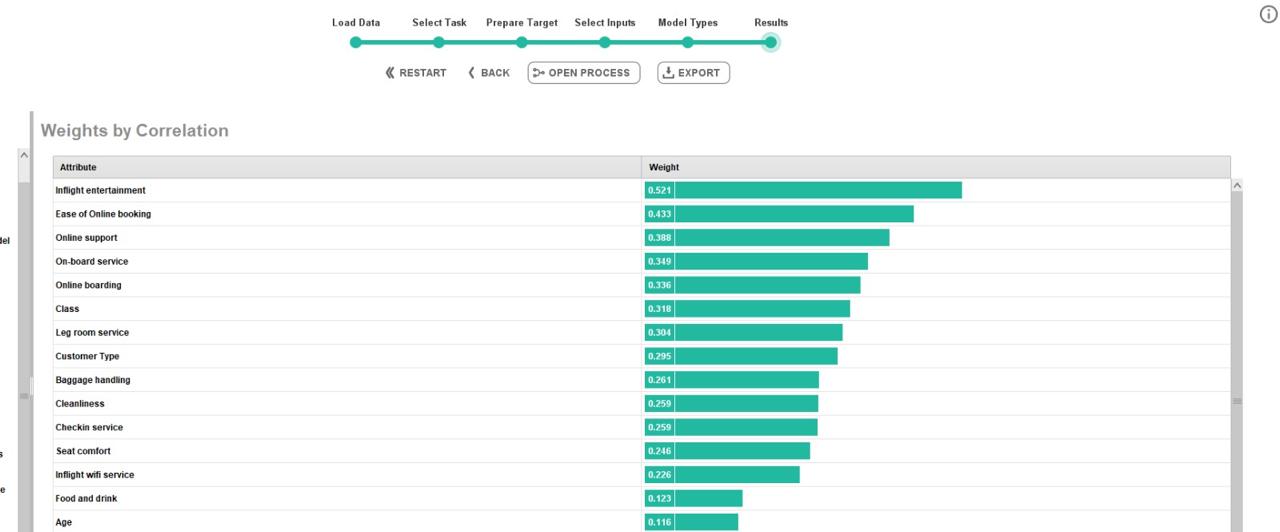 Load Data Select Task Prepare Target Select Inputs Model Types Results
RESTART BACK OPEN PROCESS EXPORT
Weights by Correlation
Attribute Weight
Inflight entertainment 0.521
Ease of Online booking 0.433
Online support 0.388
On-board service 0.349
Online boarding 0.336
Class 0.318
Leg room service 0.304
Customer Type 0.295
Baggage handling 0.261
Cleanliness 0.259
Checkin service 0.259
Seat comfort 0.246
Inflight wifi service 0.226
Food and drink 0.123
Age 0.116